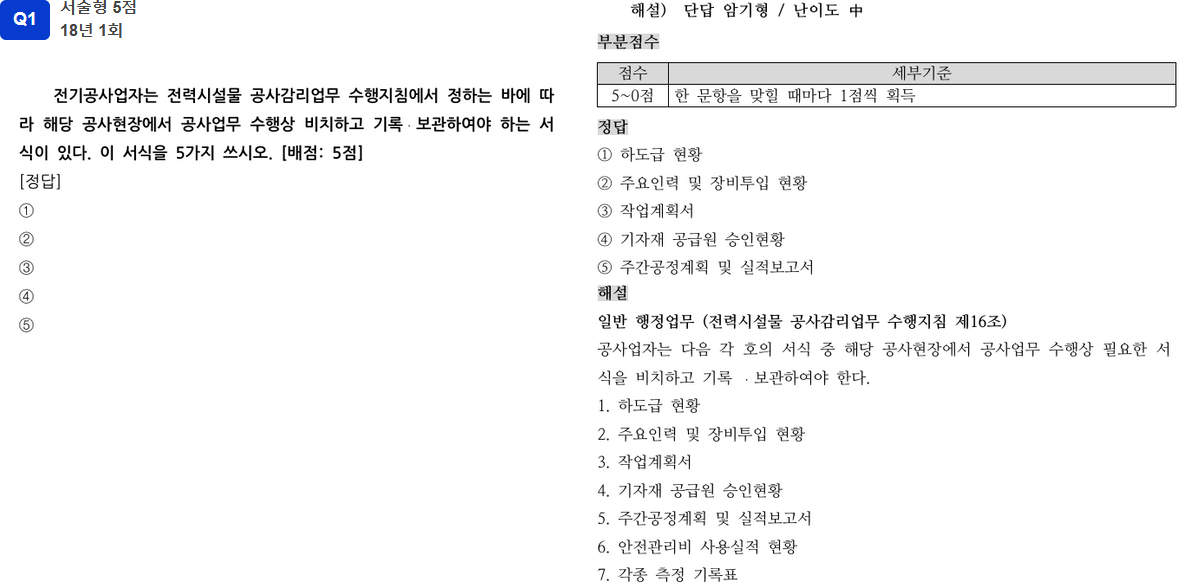 Q1
서술형 5점
18년 1회
전기공사업자는 전력시설물 공사감리업무 수행지침에서 정하는 바에 따
라 해당 공사현장에서 공사업무 수행상 비치하고 기록·보관하여야 하는 서
식이 있다. 이 서식을 5가지 쓰시오. [배점: 5점]
[정답]
①
②
③
④
⑤
해설) 단답 암기형 / 난이도 中
부분점수
점수 세부기준
5~0점 한 문항을 맞힐 때마다 1점씩 획득
정답
① 하도급 현황
② 주요인력 및 장비투입 현황
③ 작업계획서
④ 기자재 공급원 승인현황
⑤ 주간공정계획 및 실적보고서
해설
일반 행정업무 (전력시설물 공사감리업무 수행지침 제16조)
공사업자는 다음 각 호의 서식 중 해당 공사현장에서 공사업무 수행상 필요한 서
식을 비치하고 기록 ·보관하여야 한다.
1. 하도급 현황
2. 주요인력 및 장비투입 현황
3. 작업계획서
4. 기자재 공급원 승인현황
5. 주간공정계획 및 실적보고서
6. 안전관리비 사용실적 현황
7. 각종 측정 기록표